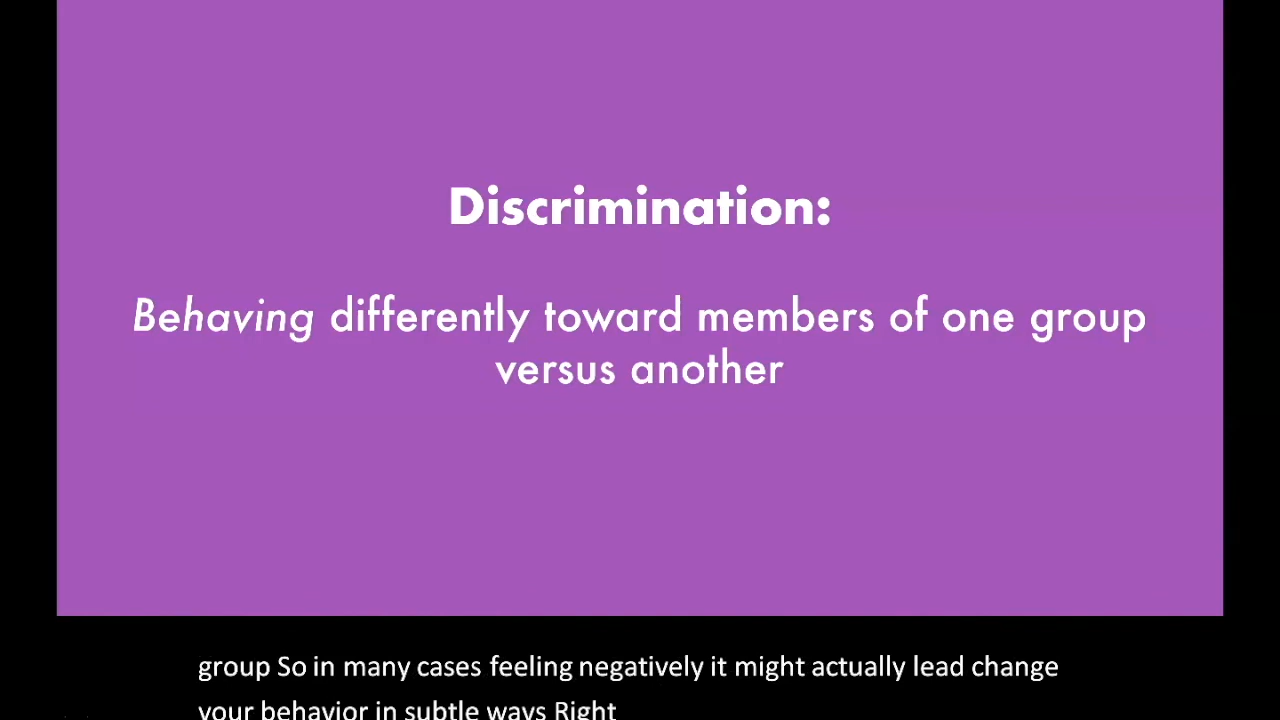 Discrimination:
Behaving differently toward members of one group
versus another
group So in many cases feeling negatively it might actually lead change
your behavior in subtle ways Right